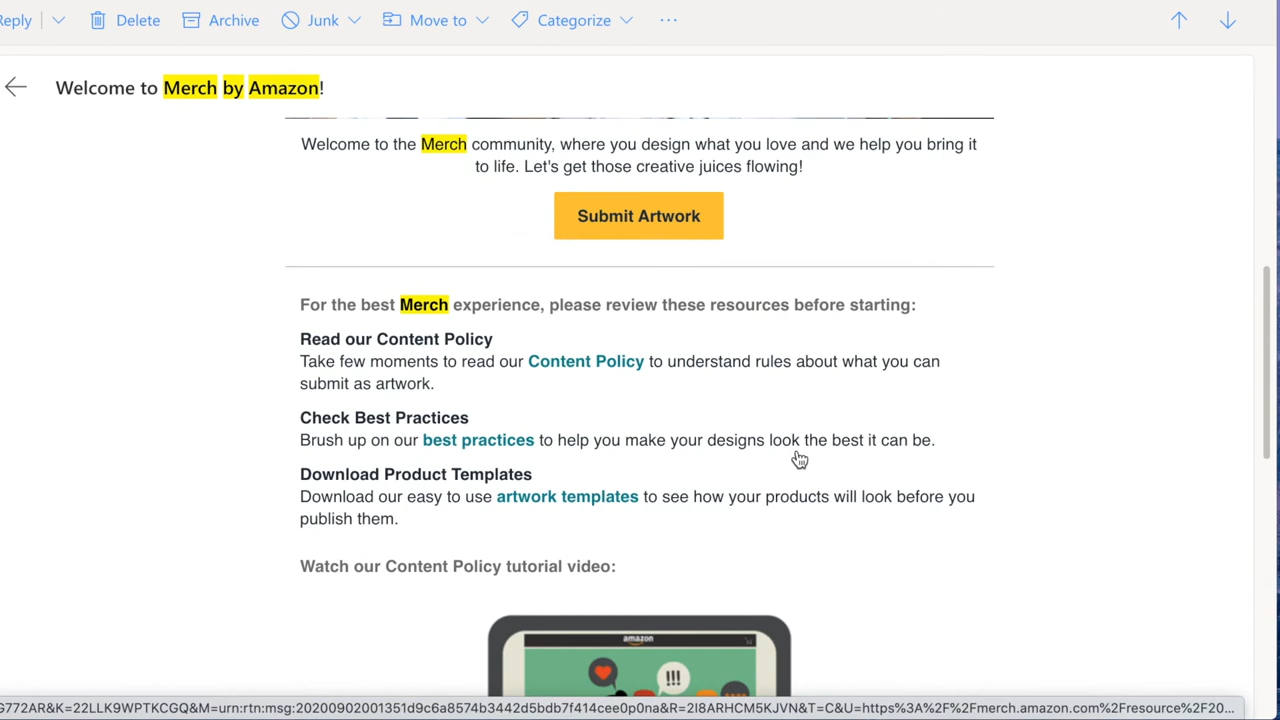 Reply
Delete
Archive
Junk
Move to
Categorize
Welcome to Merch by Amazon!
Welcome to the Merch community, where you design what you love and we help you bring it
to life. Let's get those creative juices flowing!
Submit Artwork
For the best Merch experience, please review these resources before starting:
Read our Content Policy
Take few moments to read our Content Policy to understand rules about what you can
submit as artwork.
Check Best Practices
Brush up on our best practices to help you make your designs look the best it can be.
Download Product Templates
Download our easy to use artwork templates to see how your products will look before you
publish them.
Watch our Content Policy tutorial video:
amazon
!!!
G772AR&K=22LLK9WPTKCGQ&M=urn:rtn:msg:20200902001351d9c6a8574b3442d5bdb7f414cee0p0na&R=2I8ARHCM5KJVN&T=C&U=https%3A%2F%2Fmerch.amazon.com%2Fresource%2F20...